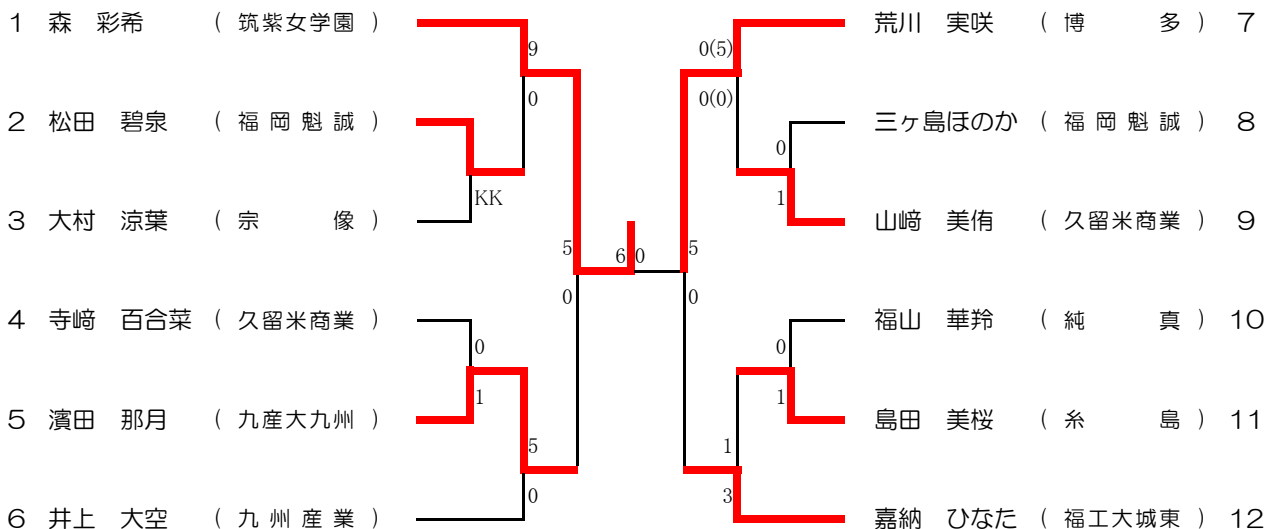 1 森 彩希 ( 筑紫女学園 )
9
0
2 松田 碧泉 ( 福岡魁誠 )
KK
3 大村 涼葉 ( 宗 像 )
5
0
4 寺﨑 百合菜 ( 久留米商業 )
0
1
5 濱田 那月 ( 九産大九州 )
5
0
6 井上 大空 ( 九州産業 )
6 0
荒川 実咲 ( 博 多 ) 7
0(5)
0(0)
三ヶ島ほのか ( 福岡魁誠 ) 8
0
1
山﨑 美侑 ( 久留米商業 ) 9
5
0
福山 華羚 ( 純 真 ) 10
0
1
島田 美桜 ( 糸 島 ) 11
1
3
嘉納 ひなた ( 福工大城東 ) 12